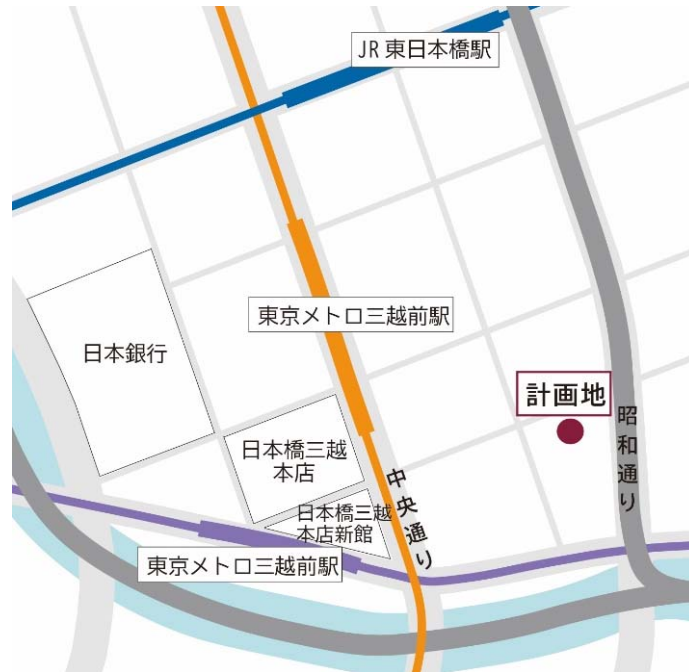 JR 東日本橋駅
東京メトロ三越前駅
日本銀行
計画地
昭和通り
日本橋三越
本店
中央通り
日本橋三越
本店新館
東京メトロ三越前駅